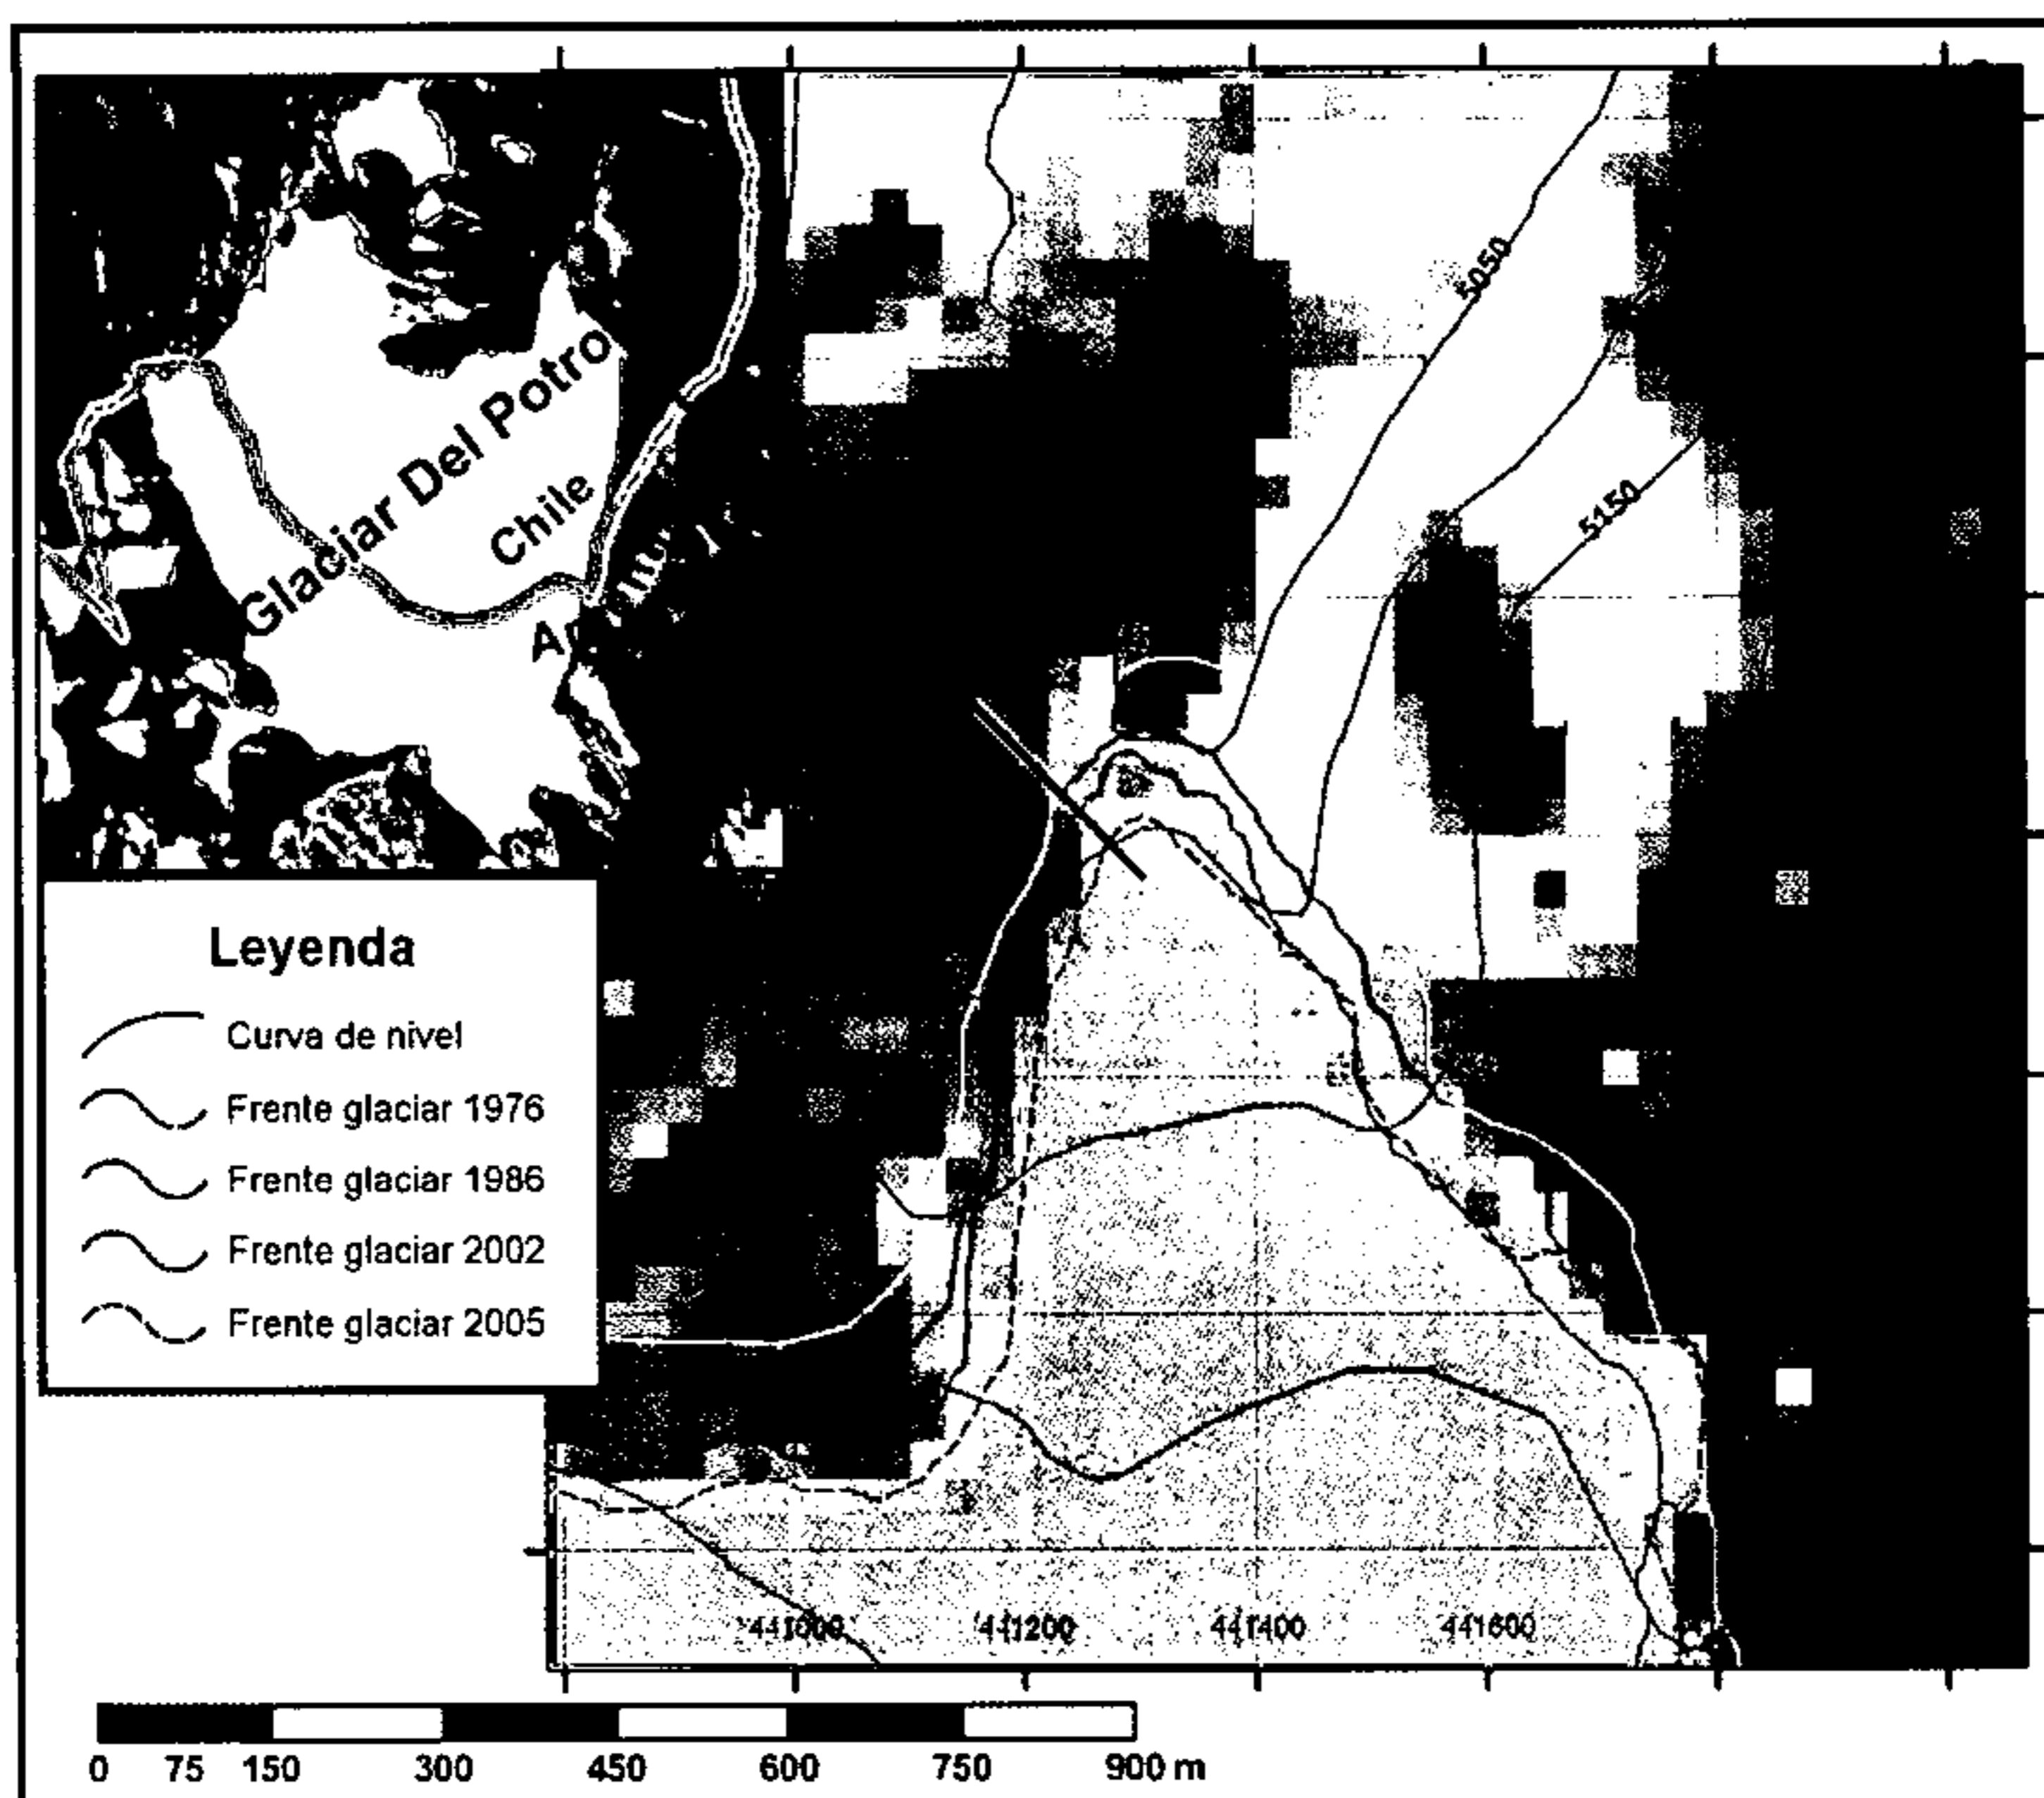 Glaciar Del Potro
Chile
5050
5150
Leyenda
Curva de nivel
Frente glaciar 1976
Frente glaciar 1986
Frente glaciar 2002
Frente glaciar 2005
441000 441200 441400 441600
0 75 150 300 450 600 750 900 m